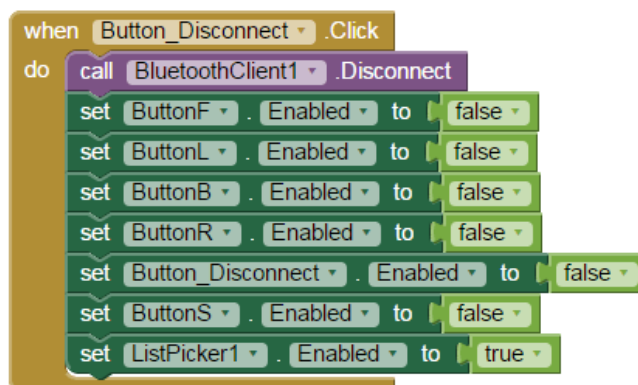 when Button_Disconnect .Click
do call BluetoothClient1 .Disconnect
set ButtonF . Enabled to false
set ButtonL . Enabled to false
set ButtonB . Enabled to false
set ButtonR . Enabled to false
set Button_Disconnect . Enabled to false
set ButtonS . Enabled to false
set ListPicker1 . Enabled to true